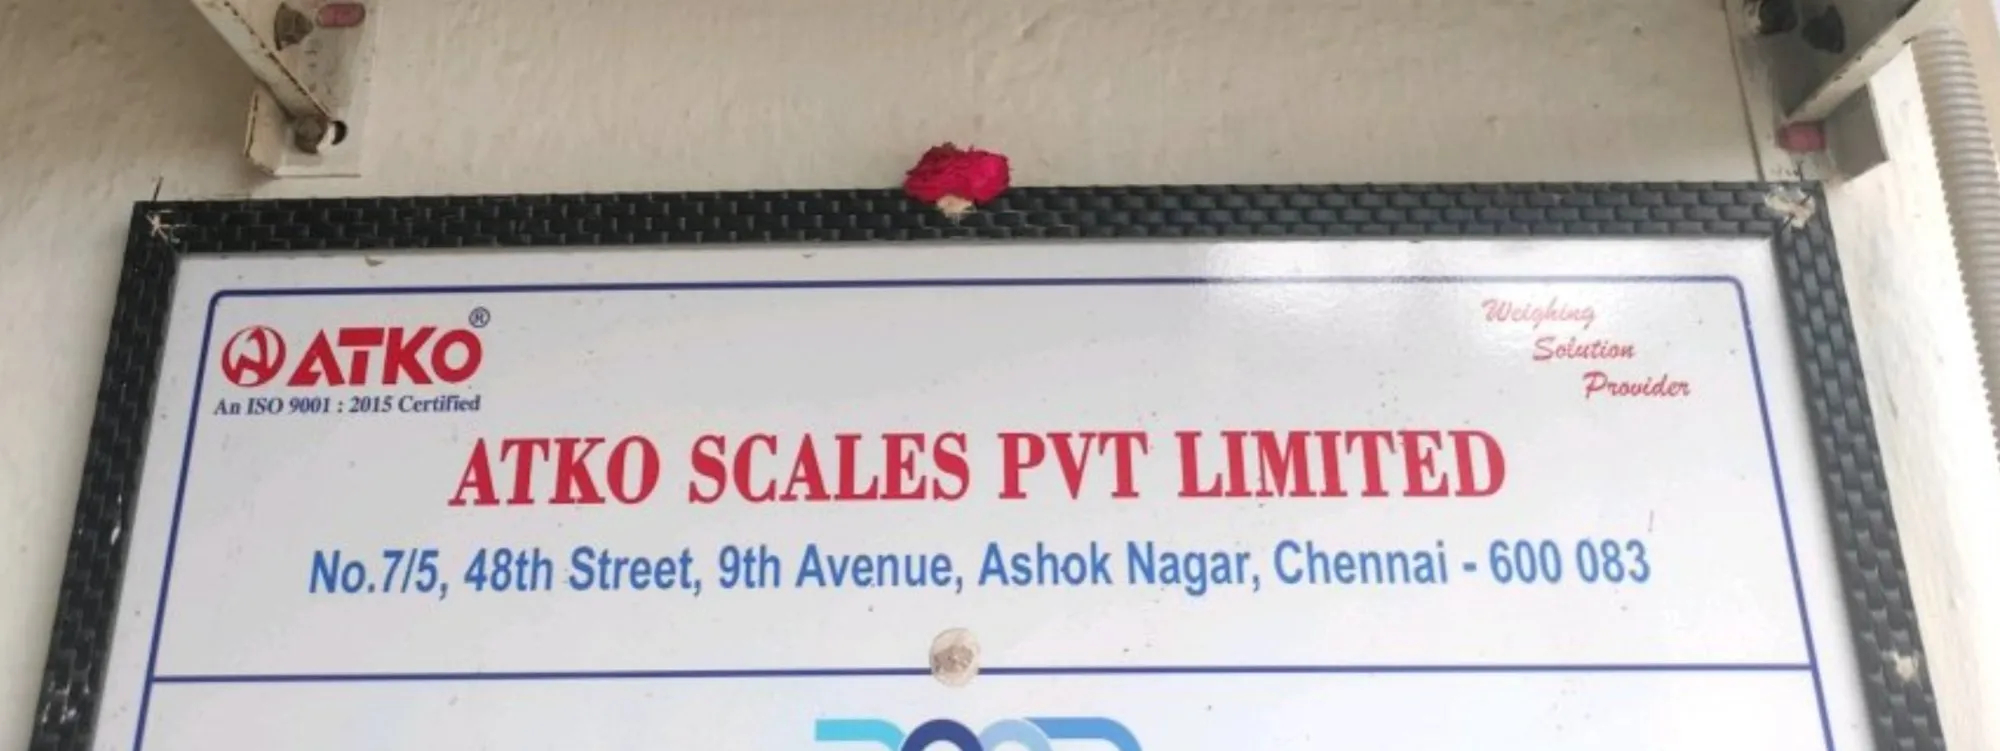 ATKO®
An ISO 9001 : 2015 Certified
Weighing
Solution
Provider
ATKO SCALES PVT LIMITED
No.7/5, 48th Street, 9th Avenue, Ashok Nagar, Chennai - 600 083